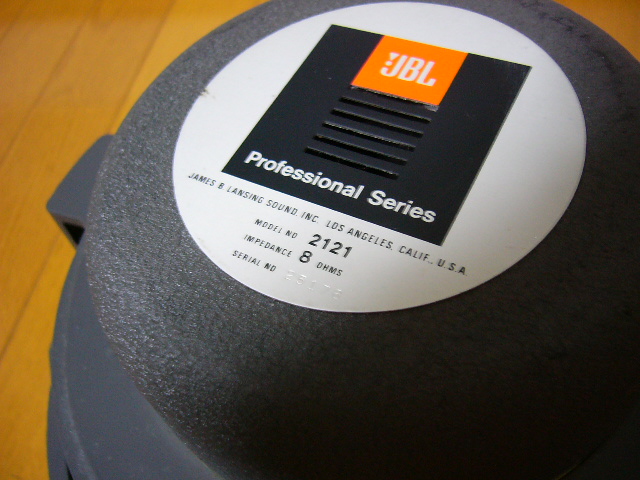 JBL
Professional Series
JAMES B LANSING SOUND, INC. LOS ANGELES, CALIF., U.S.A.
MODEL NO 2121
IMPEDANCE 8 OHMS
SERIAL NO